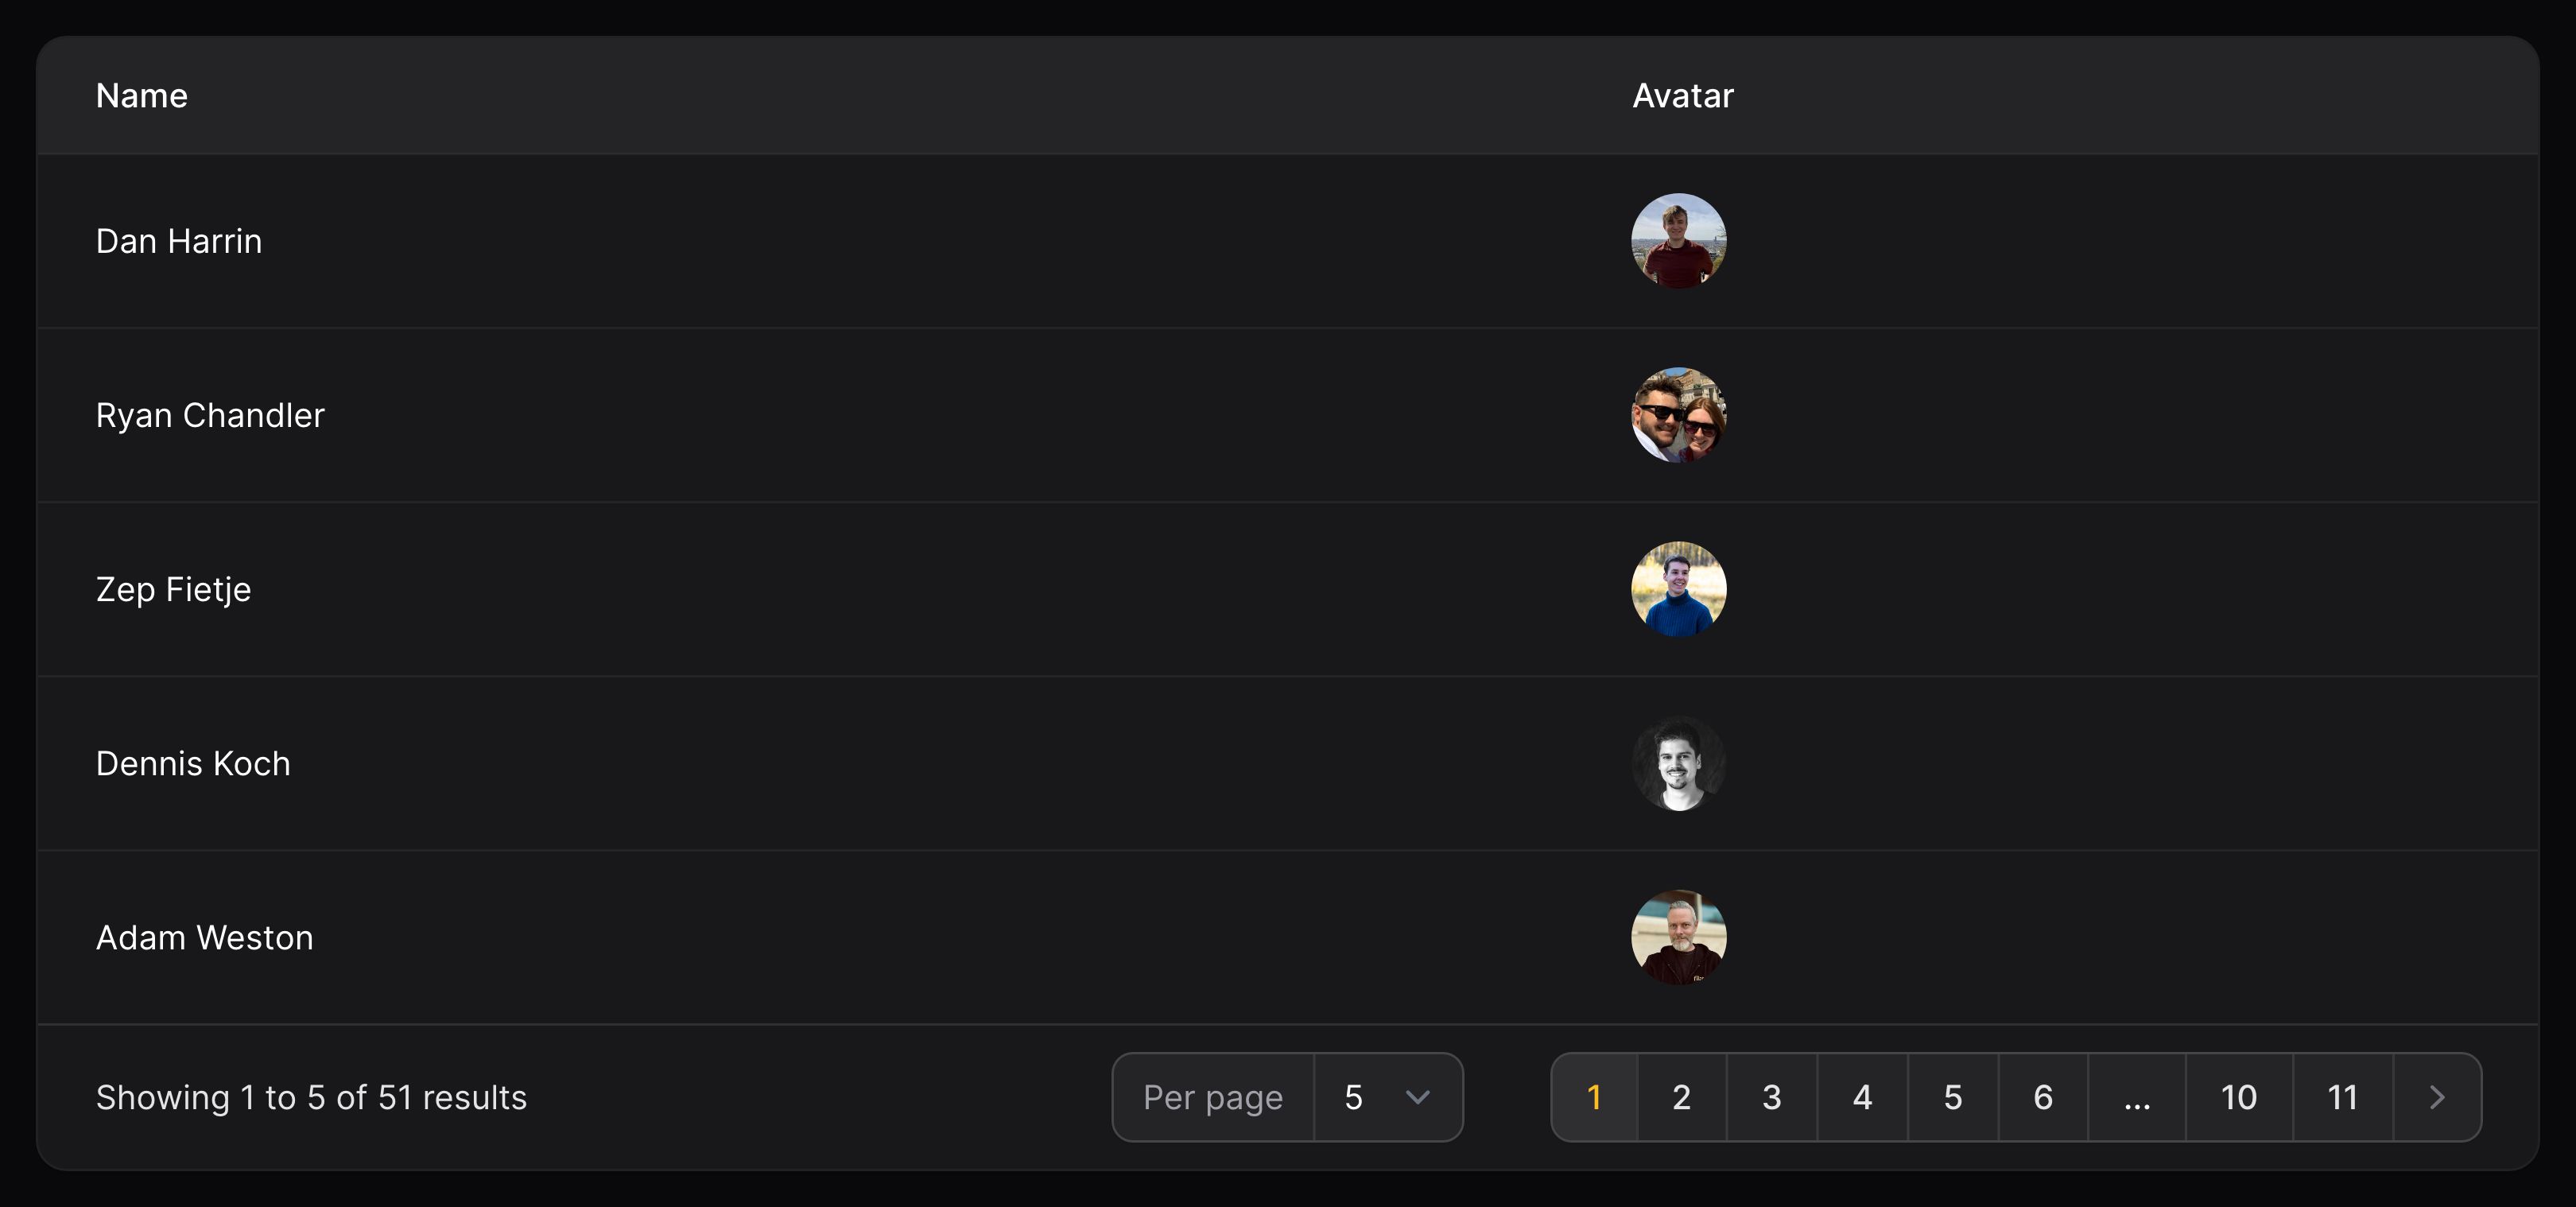 Name Avatar
Dan Harrin
Ryan Chandler
Zep Fietje
Dennis Koch
Adam Weston
Showing 1 to 5 of 51 results Per page 5 1 2 3 4 5 6 ... 10 11